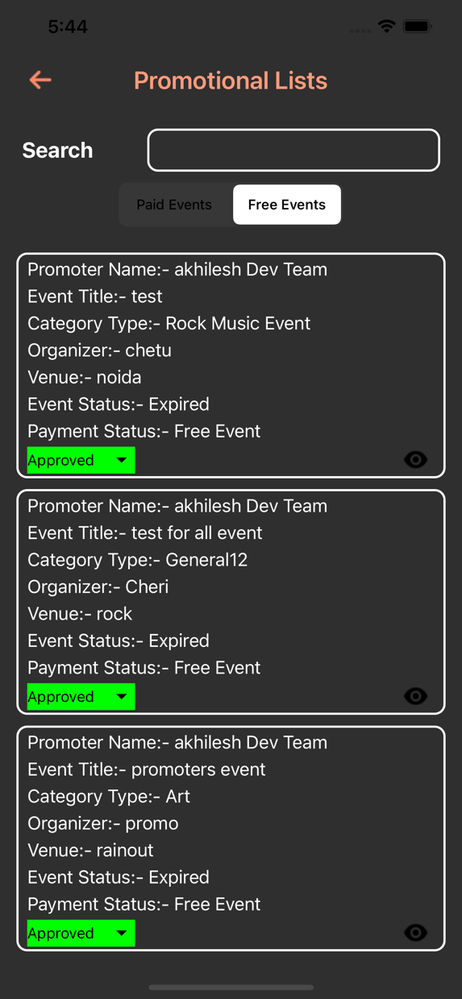 5:44
Promotional Lists
Search
Paid Events Free Events
Promoter Name:- akhilesh Dev Team
Event Title:- test
Category Type:- Rock Music Event
Organizer:- chetu
Venue:- noida
Event Status:- Expired
Payment Status:- Free Event
Approved
Promoter Name:- akhilesh Dev Team
Event Title:- test for all event
Category Type:- General12
Organizer:- Cheri
Venue:- rock
Event Status:- Expired
Payment Status:- Free Event
Approved
Promoter Name:- akhilesh Dev Team
Event Title:- promoters event
Category Type:- Art
Organizer:- promo
Venue:- rainout
Event Status:- Expired
Payment Status:- Free Event
Approved